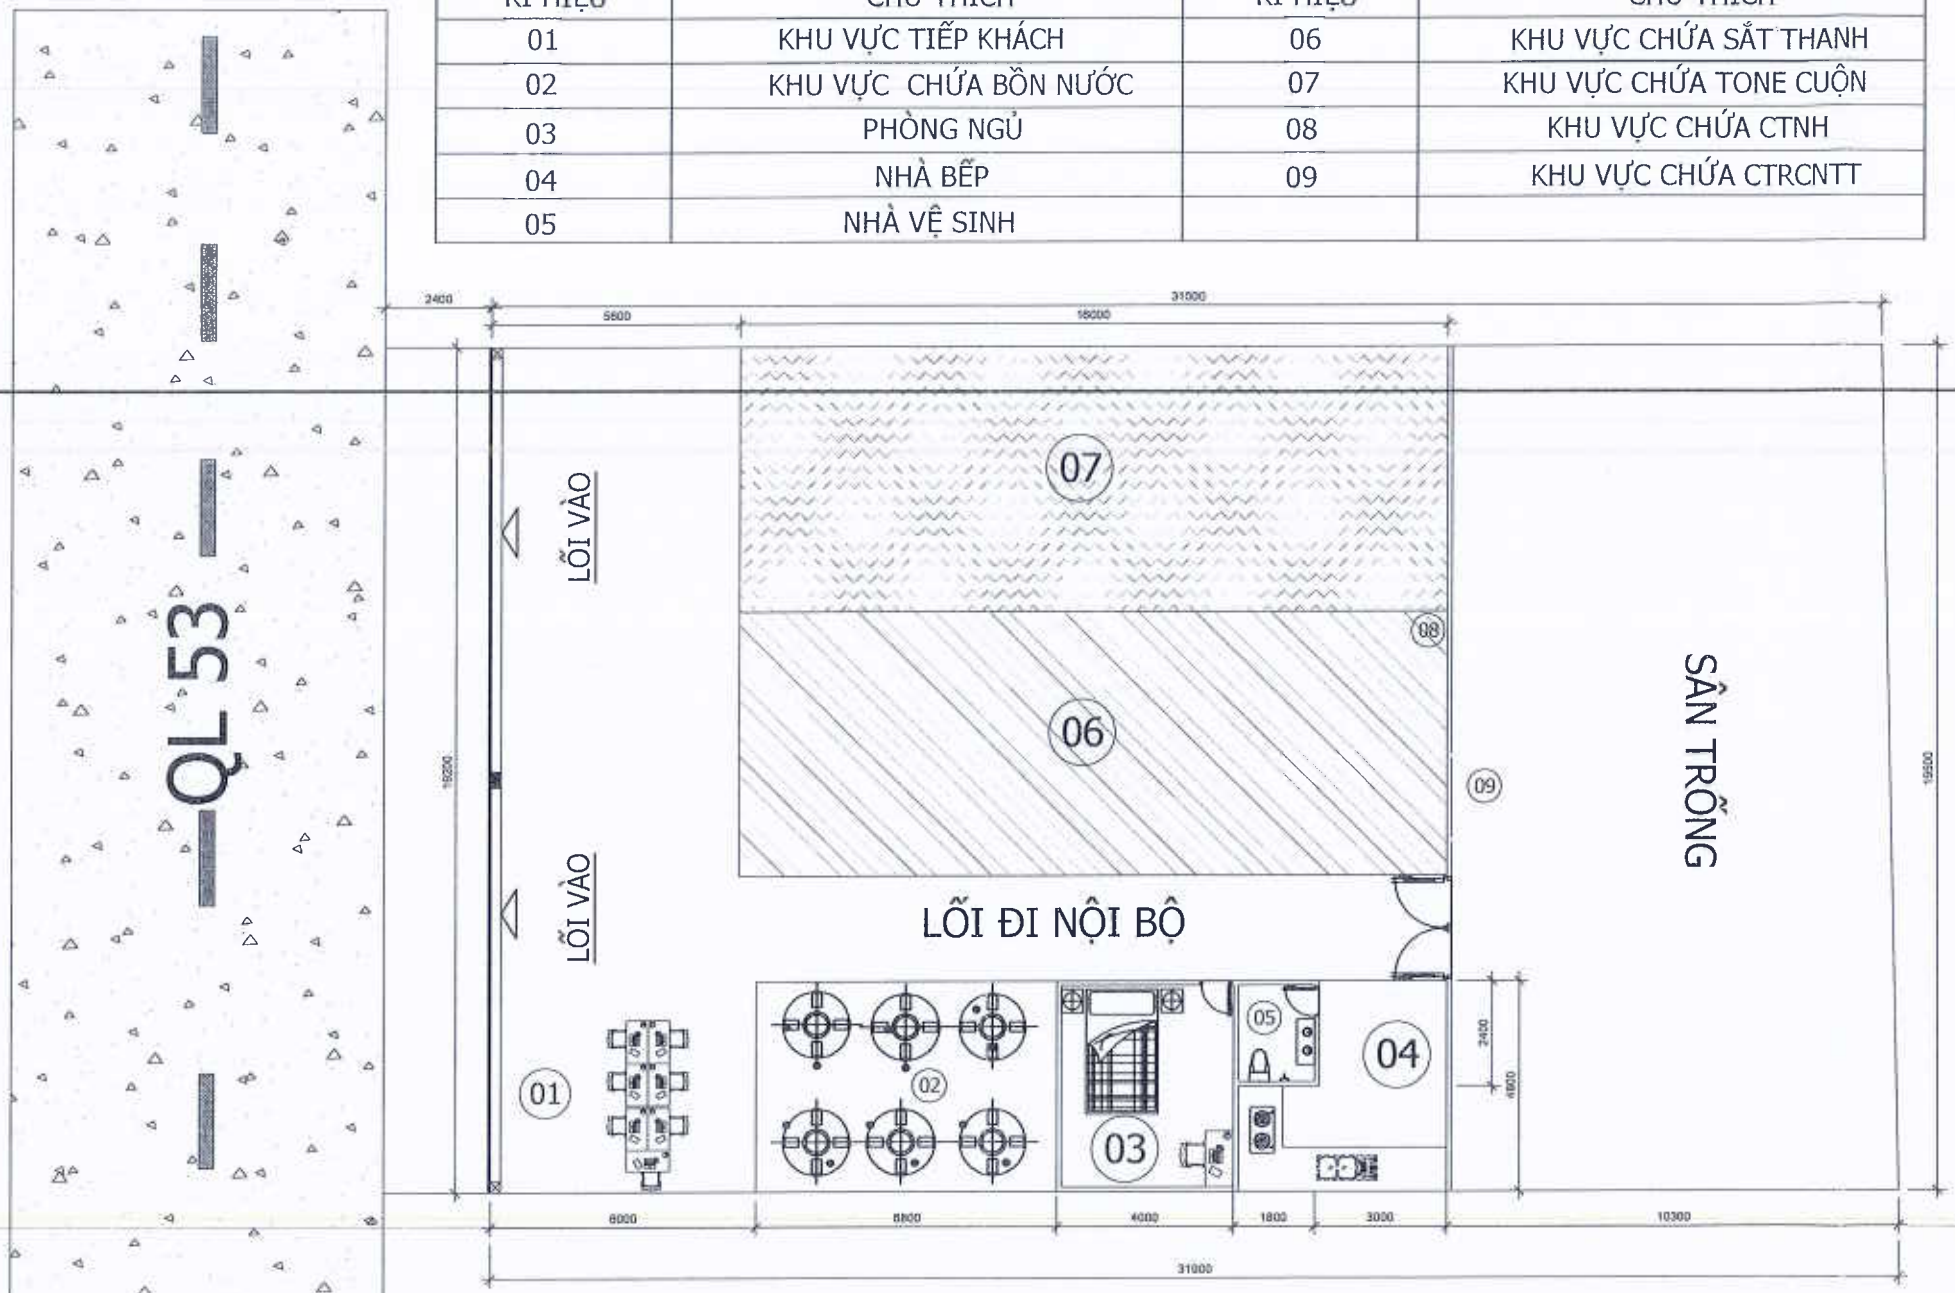 KÍ HIỆU CHÚ THÍCH KÍ HIỆU CHÚ THÍCH
01 KHU VỰC TIẾP KHÁCH 06 KHU VỰC CHỨA SẮT THANH
02 KHU VỰC CHỨA BỒN NƯỚC 07 KHU VỰC CHỨA TONE CUỘN
03 PHÒNG NGỦ 08 KHU VỰC CHỨA CTNH
04 NHÀ BẾP 09 KHU VỰC CHỨA CTRCNTT
05 NHÀ VỆ SINH
2400
31000
5600
16000
LỐI VÀO
07
08
QL 53
06
SÂN TRỐNG
19200
09
19500
LỐI VÀO
LỐI ĐI NỘI BỘ
05
04
2400
01
02
4800
03
6000
6800
4000
1800
3000
10300
31000